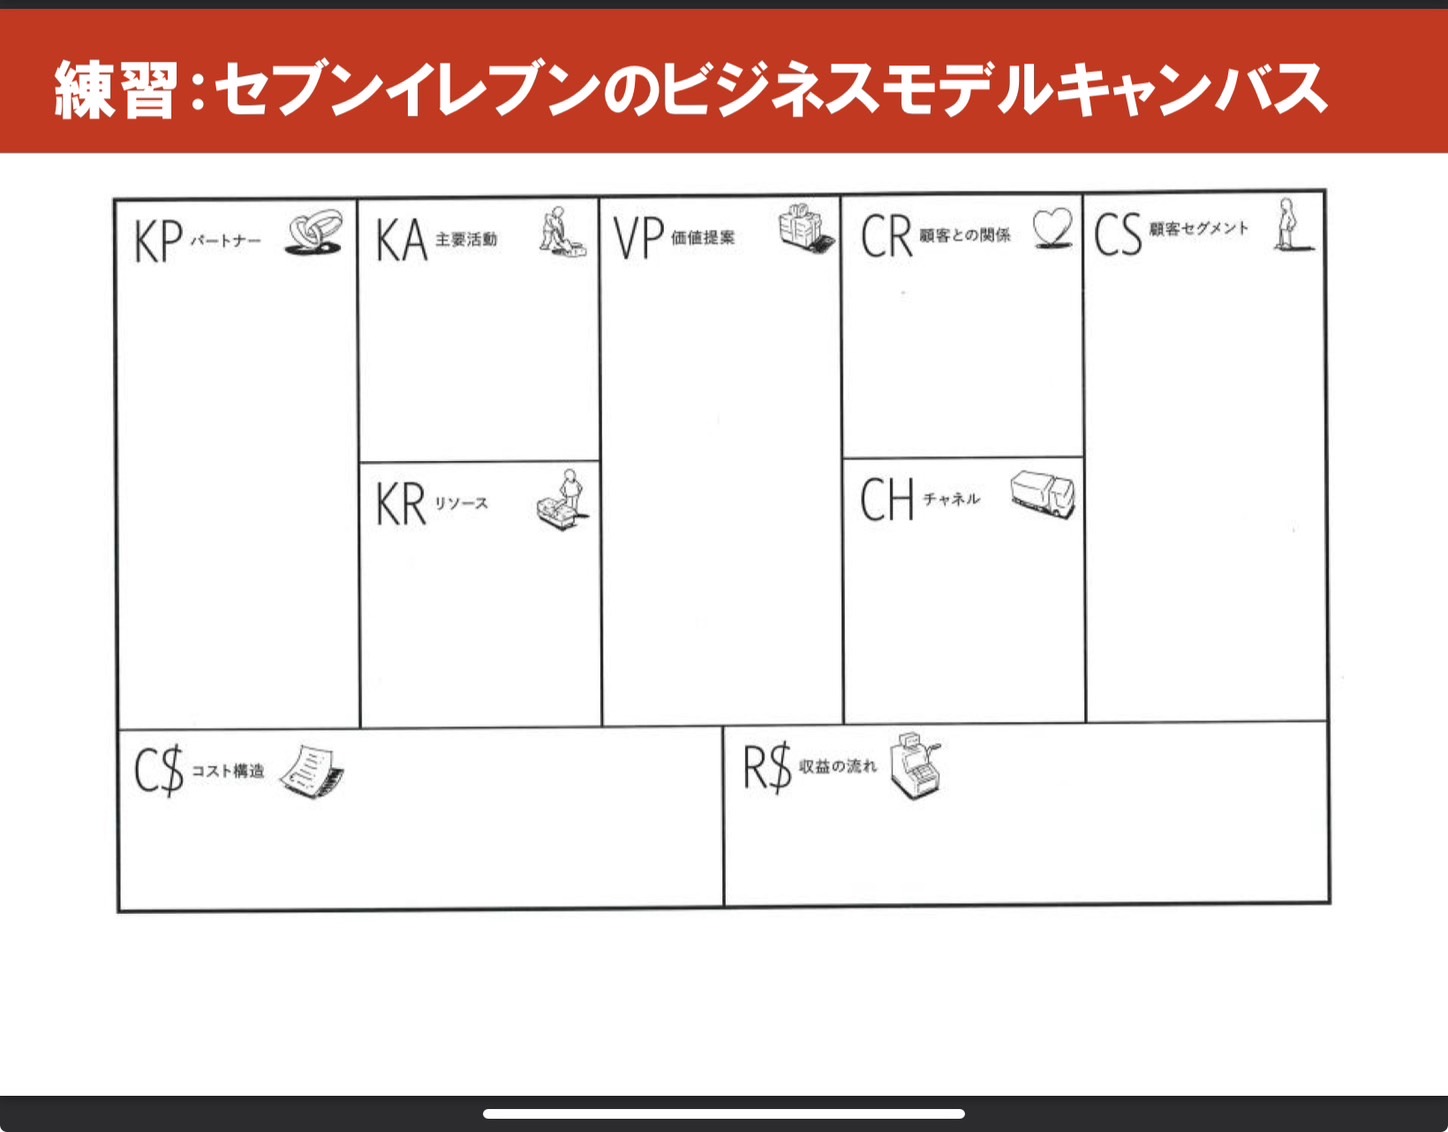 練習：セブンイレブンのビジネスモデルキャンバス
KP パートナー
KA 主要活動
VP 価値提案
CR 顧客との関係
CS 顧客セグメント
KR リソース
CH チャネル
C$ コスト構造
R$ 収益の流れ